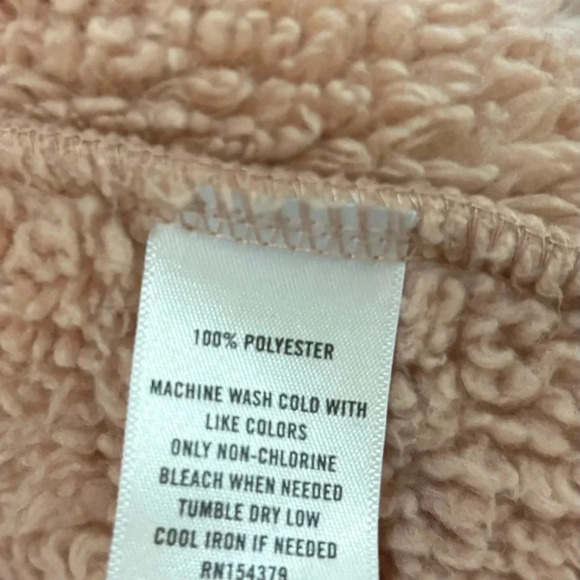 100% POLYESTER
MACHINE WASH COLD WITH
LIKE COLORS
ONLY NON-CHLORINE
BLEACH WHEN NEEDED
TUMBLE DRY LOW
COOL IRON IF NEEDED
RN154379